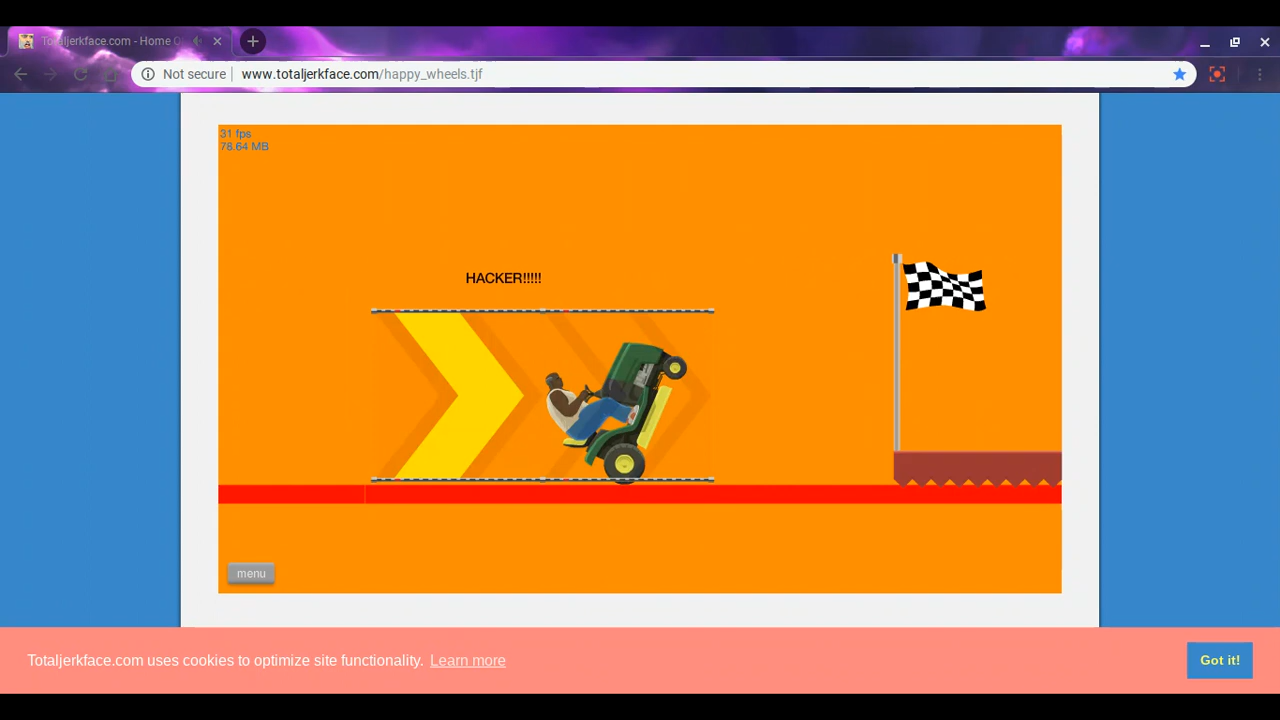 Totaljerkface.com - Home O
Not secure
www.totaljerkface.com/happy_wheels.tjf
31 fps
78.64 MB
HACKER!!!!!
menu
Totaljerkface.com uses cookies to optimize site functionality. Learn more
Got it!